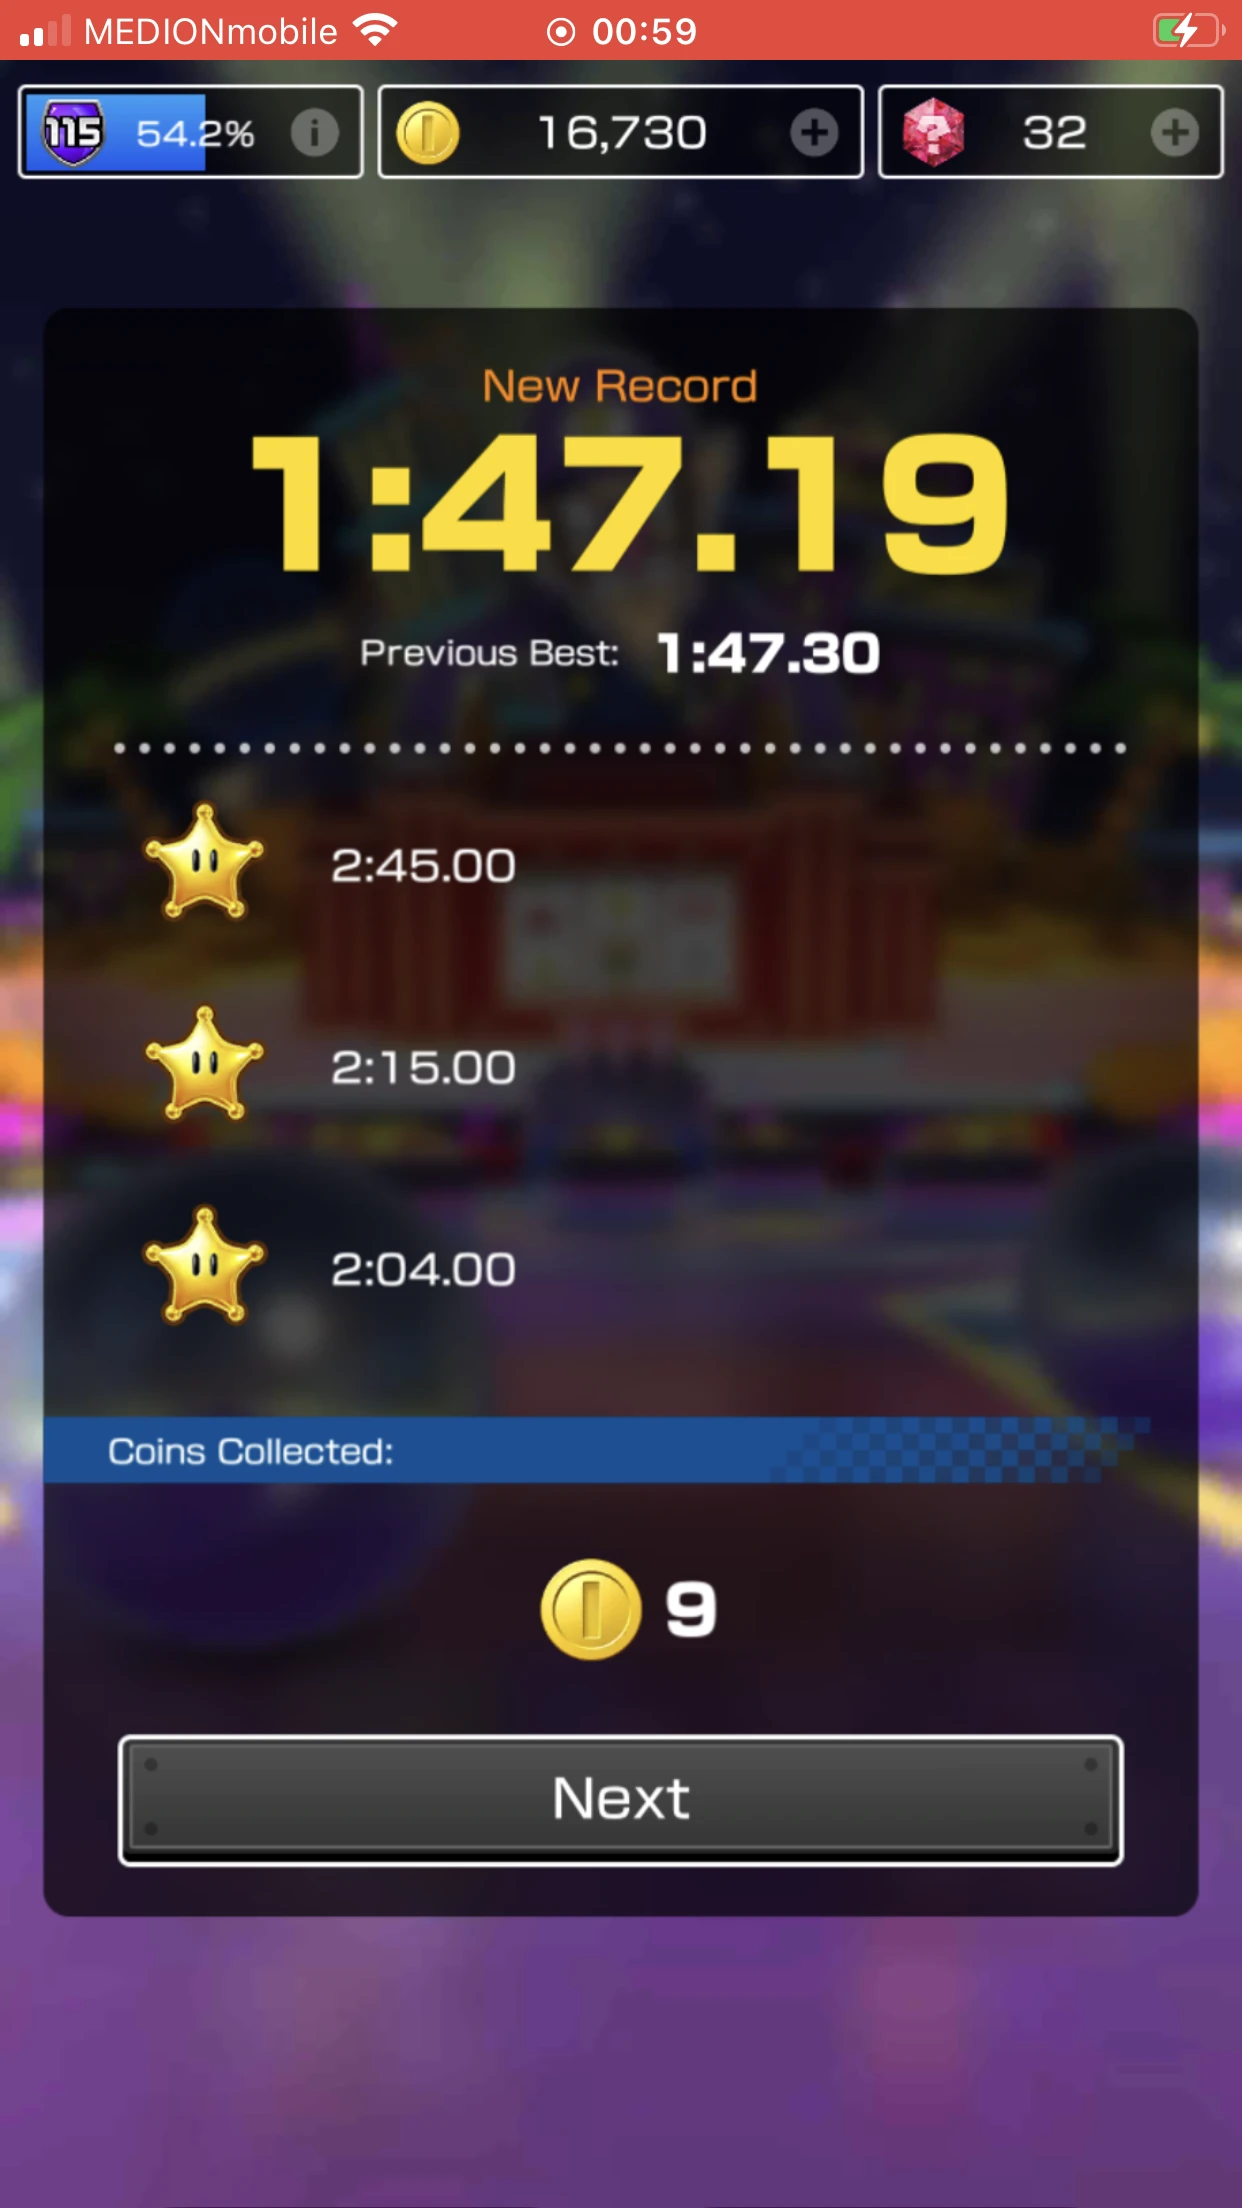 MEDIONmobile 00:59
115 54.2% i 16,730 + ? 32 +
New Record
1:47.19
Previous Best: 1:47.30
2:45.00
2:15.00
2:04.00
Coins Collected:
9
Next